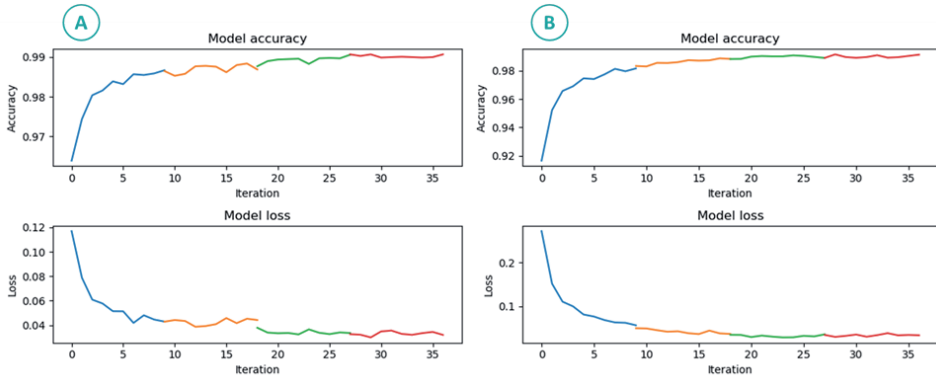 A
Model accuracy
0.99
0.98
0.97
Accuracy
0 5 10 15 20 25 30 35
Iteration
Model loss
0.12
0.10
0.08
0.06
0.04
Loss
0 5 10 15 20 25 30 35
Iteration
B
Model accuracy
0.98
0.96
0.94
0.92
Accuracy
0 5 10 15 20 25 30 35
Iteration
Model loss
0.2
0.1
Loss
0 5 10 15 20 25 30 35
Iteration